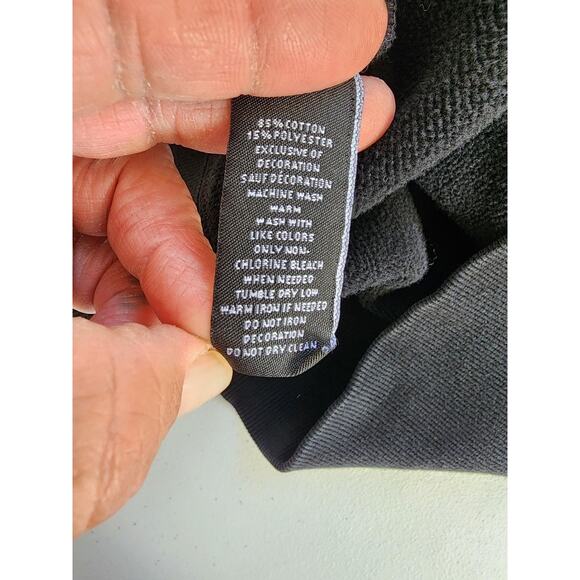 85% COTTON
15% POLYESTER
EXCLUSIVE OF
DECORATION
SAUF DÉCORATION
MACHINE WASH
WARM
WASH WITH
LIKE COLORS
ONLY NON-
CHLORINE BLEACH
WHEN NEEDED
TUMBLE DRY LOW
WARM IRON IF NEEDED
DO NOT IRON
DECORATION
DO NOT DRY CLEAN